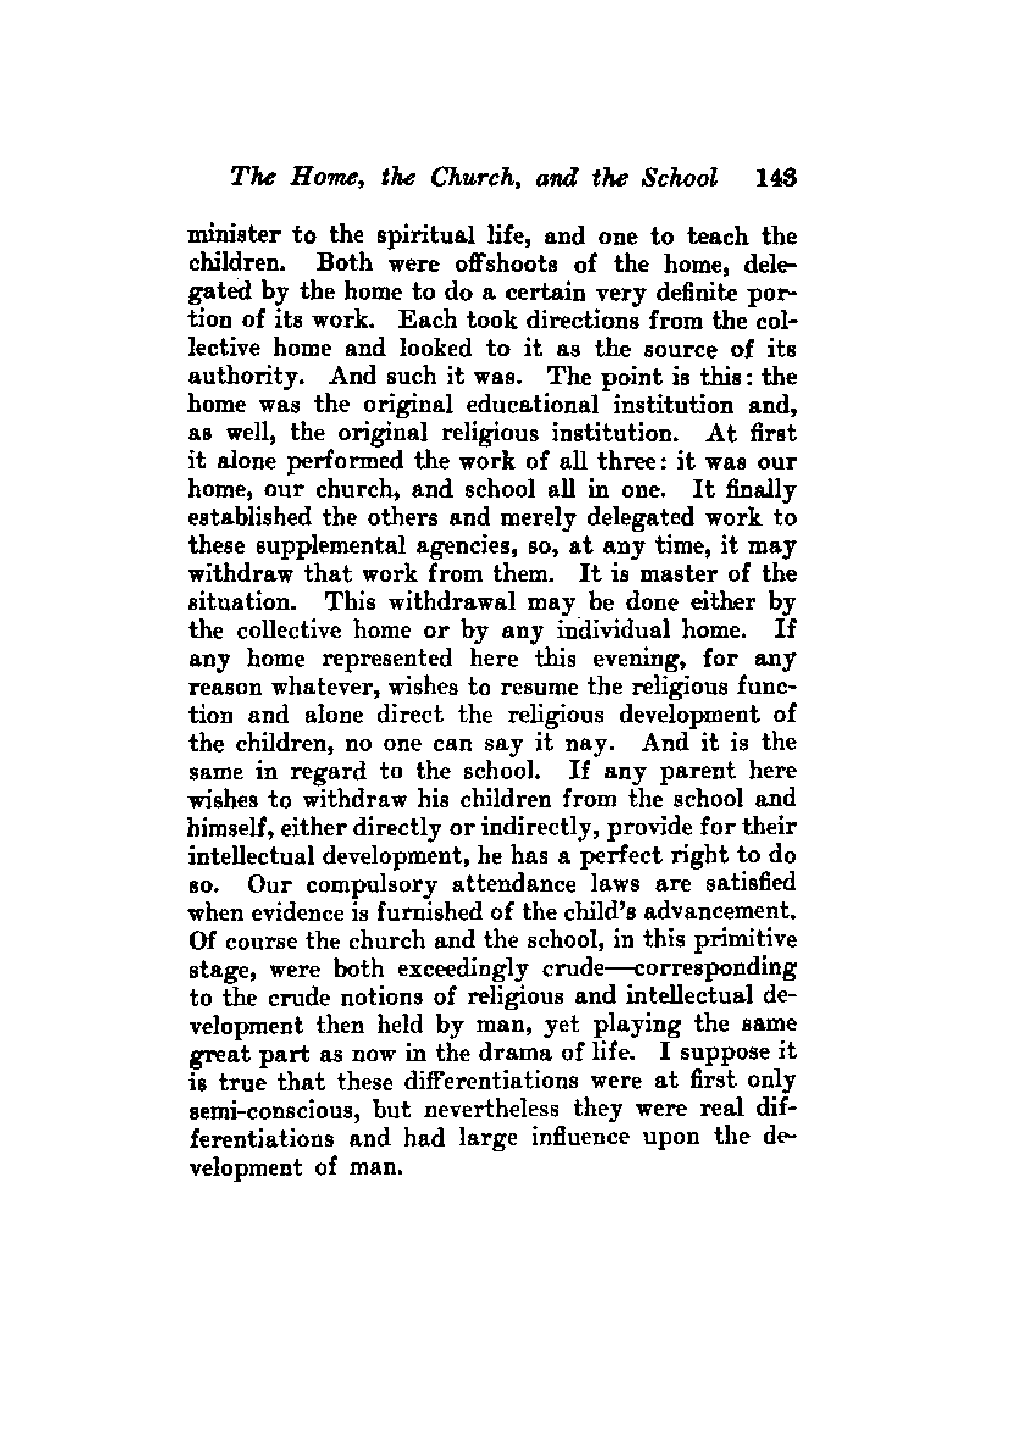 The Home, the Church, and the School 143
minister to the spiritual life, and one to teach the
children. Both were offshoots of the home, dele-
gated by the home to do a certain very definite por-
tion of its work. Each took directions from the col-
lective home and looked to it as the source of its
authority. And such it was. The point is this: the
home was the original educational institution and,
as well, the original religious institution. At first
it alone performed the work of all three: it was our
home, our church, and school all in one. It finally
established the others and merely delegated work to
these supplemental agencies, so, at any time, it may
withdraw that work from them. It is master of the
situation. This withdrawal may be done either by
the collective home or by any individual home. If
any home represented here this evening, for any
reason whatever, wishes to resume the religious func-
tion and alone direct the religious development of
the children, no one can say it nay. And it is the
same in regard to the school. If any parent here
wishes to withdraw his children from the school and
himself, either directly or indirectly, provide for their
intellectual development, he has a perfect right to do
so. Our compulsory attendance laws are satisfied
when evidence is furnished of the child's advancement.
Of course the church and the school, in this primitive
stage, were both exceedingly crude—corresponding
to the crude notions of religious and intellectual de-
velopment then held by man, yet playing the same
great part as now in the drama of life. I suppose it
is true that these differentiations were at first only
semi-conscious, but nevertheless they were real dif-
ferentiations and had large influence upon the de-
velopment of man.